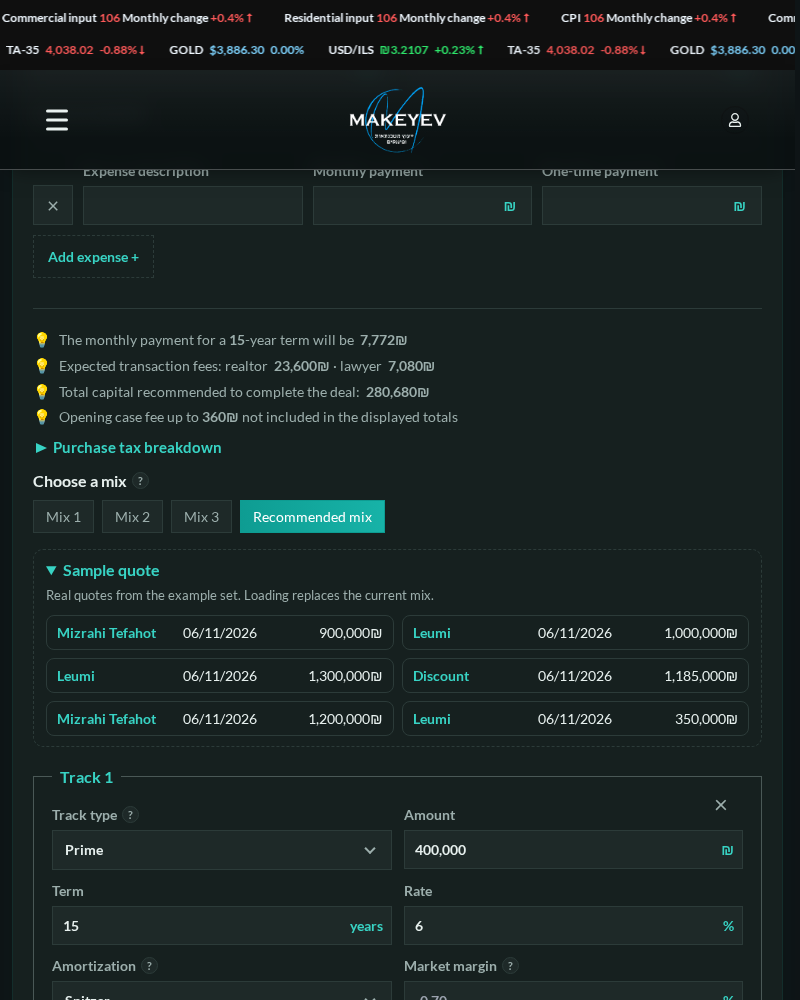 Commercial input 106 Monthly change +0.4%↑ Residential input 106 Monthly change +0.4%↑ CPI 106 Monthly change +0.4%↑ Comm
TA-35 4,038.02 -0.88%↓ GOLD $3,886.30 0.00% USD/ILS ₪3.2107 +0.23%↑ TA-35 4,038.02 -0.88%↓ GOLD $3,886.30 0.00
MAKEYEV
Expense description Monthly payment One-time payment
× ₪ ₪
Add expense +
💡 The monthly payment for a 15-year term will be 7,772₪
💡 Expected transaction fees: realtor 23,600₪ · lawyer 7,080₪
💡 Total capital recommended to complete the deal: 280,680₪
💡 Opening case fee up to 360₪ not included in the displayed totals
▶ Purchase tax breakdown
Choose a mix ?
Mix 1 Mix 2 Mix 3 Recommended mix
▼ Sample quote
Real quotes from the example set. Loading replaces the current mix.
Mizrahi Tefahot 06/11/2026 900,000₪ Leumi 06/11/2026 1,000,000₪
Leumi 06/11/2026 1,300,000₪ Discount 06/11/2026 1,185,000₪
Mizrahi Tefahot 06/11/2026 1,200,000₪ Leumi 06/11/2026 350,000₪
Track 1
×
Track type ? Amount
Prime 400,000 ₪
Term Rate
15 years 6 %
Amortization ? Market margin ?
Spitzer -0.70 %